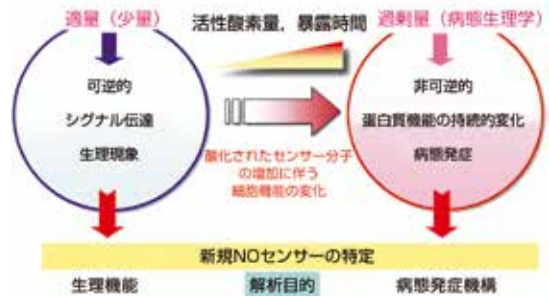 適量（少量）
活性酸素量，暴露時間
過剰量（病態生理学）
可逆的
シグナル伝達
生理現象
非可逆的
蛋白質機能の持続的変化
病態発症
酸化されたセンサー分子
の増加に伴う
細胞機能の変化
新規NOセンサーの特定
生理機能
解析目的
病態発症機構